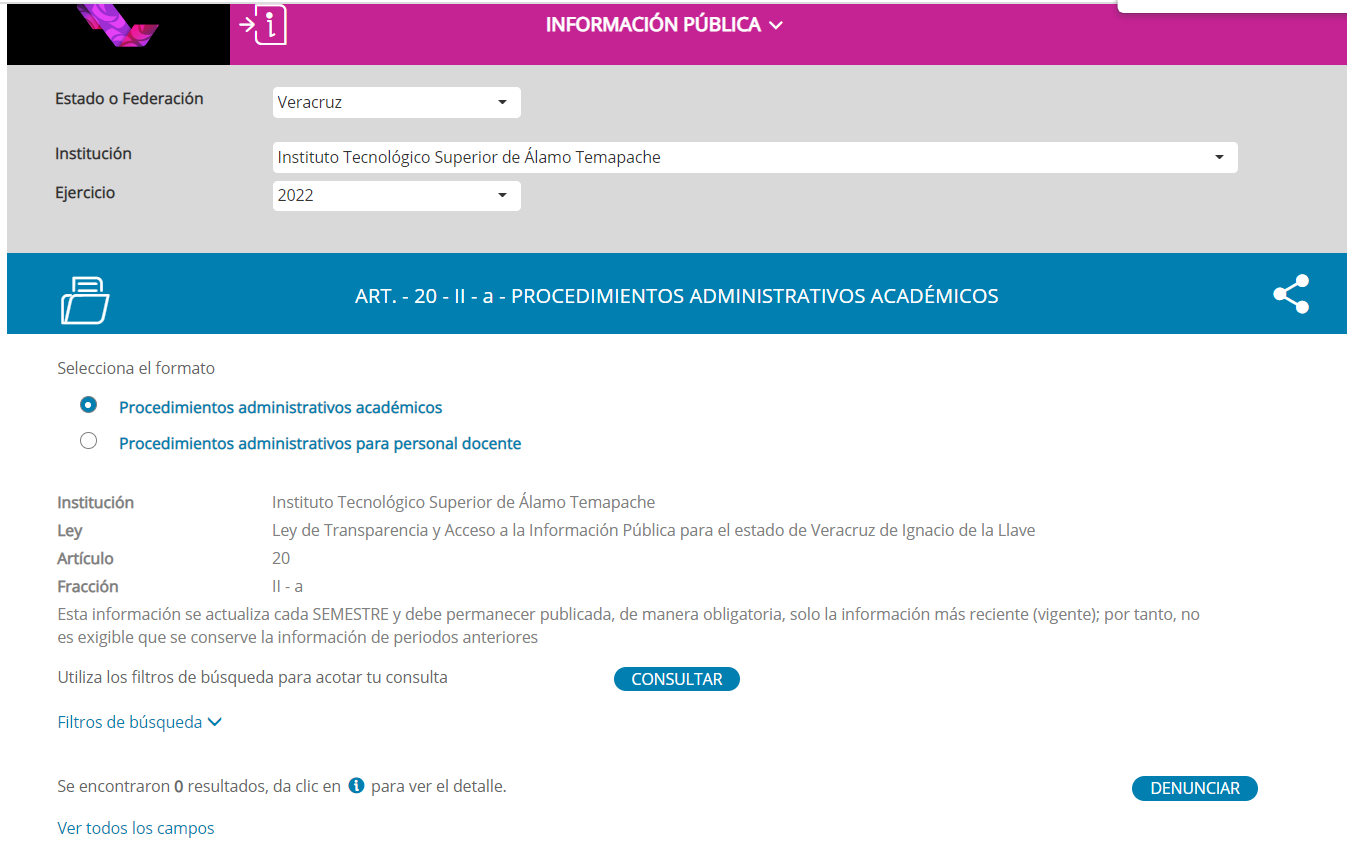 INFORMACIÓN PÚBLICA
Estado o Federación
Veracruz
Institución
Instituto Tecnológico Superior de Álamo Temapache
Ejercicio
2022
ART. - 20 - II - a - PROCEDIMIENTOS ADMINISTRATIVOS ACADÉMICOS
Selecciona el formato
Procedimientos administrativos académicos
Procedimientos administrativos para personal docente
Institución Instituto Tecnológico Superior de Álamo Temapache
Ley Ley de Transparencia y Acceso a la Información Pública para el estado de Veracruz de Ignacio de la Llave
Artículo 20
Fracción II - a
Esta información se actualiza cada SEMESTRE y debe permanecer publicada, de manera obligatoria, solo la información más reciente (vigente); por tanto, no
es exigible que se conserve la información de periodos anteriores
Utiliza los filtros de búsqueda para acotar tu consulta
CONSULTAR
Filtros de búsqueda
Se encontraron 0 resultados, da clic en i para ver el detalle.
DENUNCIAR
Ver todos los campos